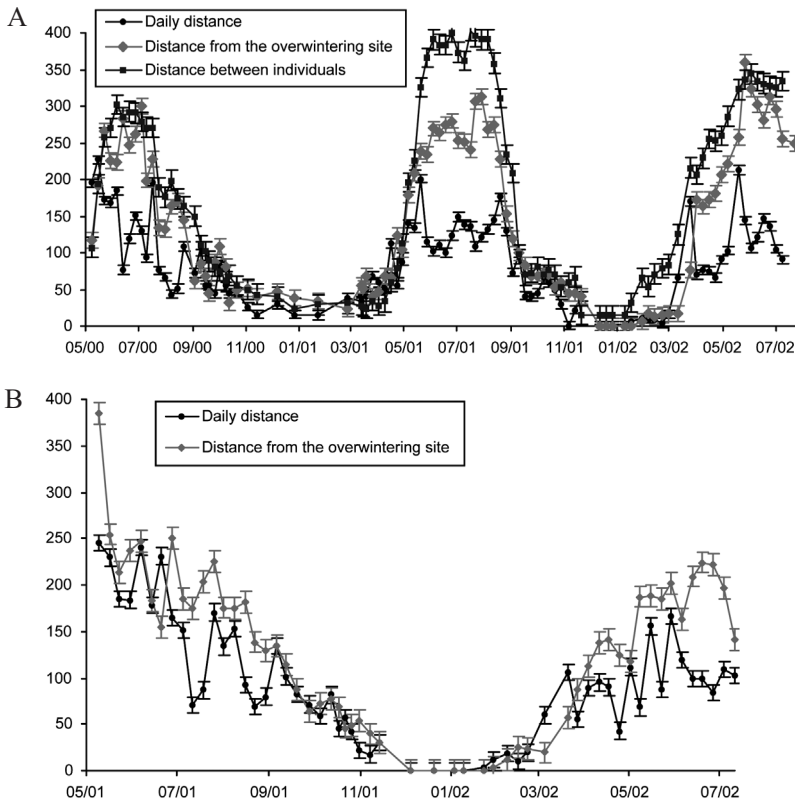 A
Daily distance
Distance from the overwintering site
Distance between individuals
400
350
300
250
200
150
100
50
0
05/00 07/00 09/00 11/00 01/01 03/01 05/01 07/01 09/01 11/01 01/02 03/02 05/02 07/02
B
Daily distance
Distance from the overwintering site
400
350
300
250
200
150
100
50
0
05/01 07/01 09/01 11/01 01/02 03/02 05/02 07/02